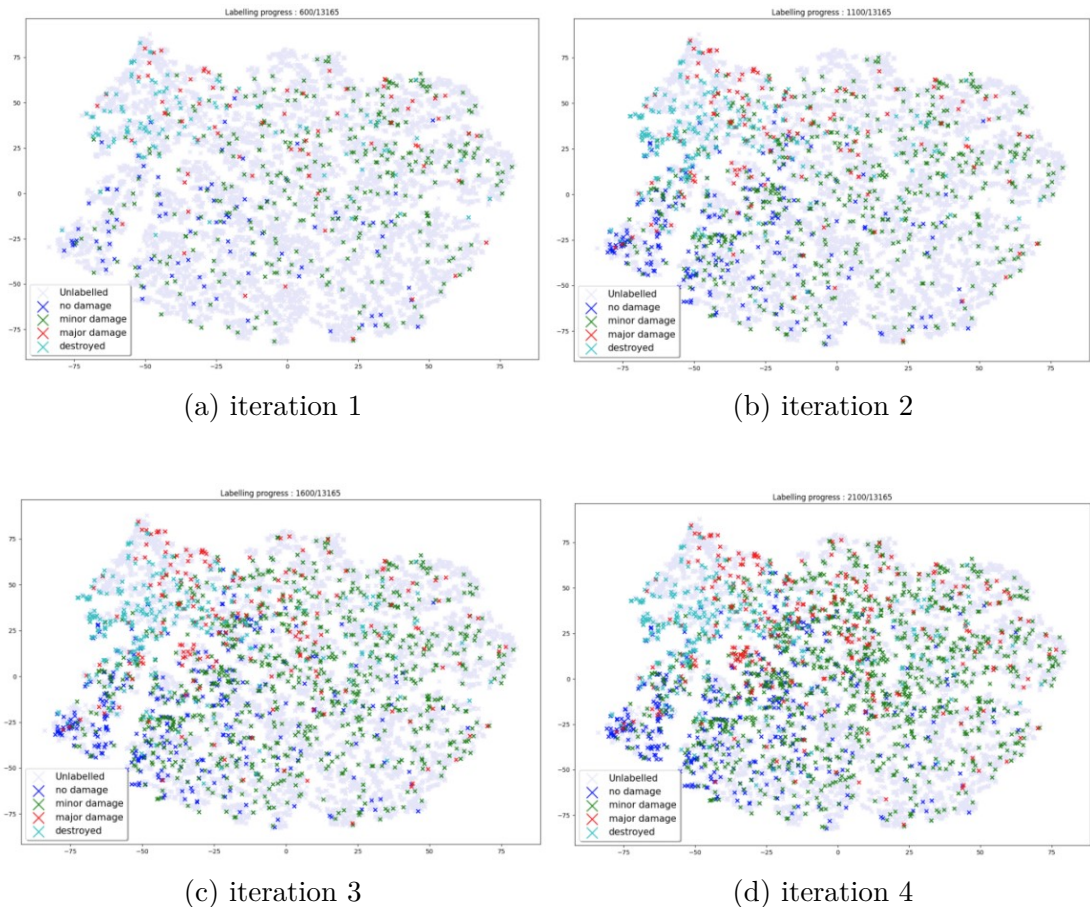 Labelling progress : 600/13165
75
50
25
0
−25
−50
−75
Unlabelled
no damage
minor damage
major damage
destroyed
−75 −50 −25 0 25 50 75
(a) iteration 1
Labelling progress : 1100/13165
75
50
25
0
−25
−50
−75
Unlabelled
no damage
minor damage
major damage
destroyed
−75 −50 −25 0 25 50 75
(b) iteration 2
Labelling progress : 1600/13165
75
50
25
0
−25
−50
−75
Unlabelled
no damage
minor damage
major damage
destroyed
−75 −50 −25 0 25 50 75
(c) iteration 3
Labelling progress : 2100/13165
75
50
25
0
−25
−50
−75
Unlabelled
no damage
minor damage
major damage
destroyed
−75 −50 −25 0 25 50 75
(d) iteration 4